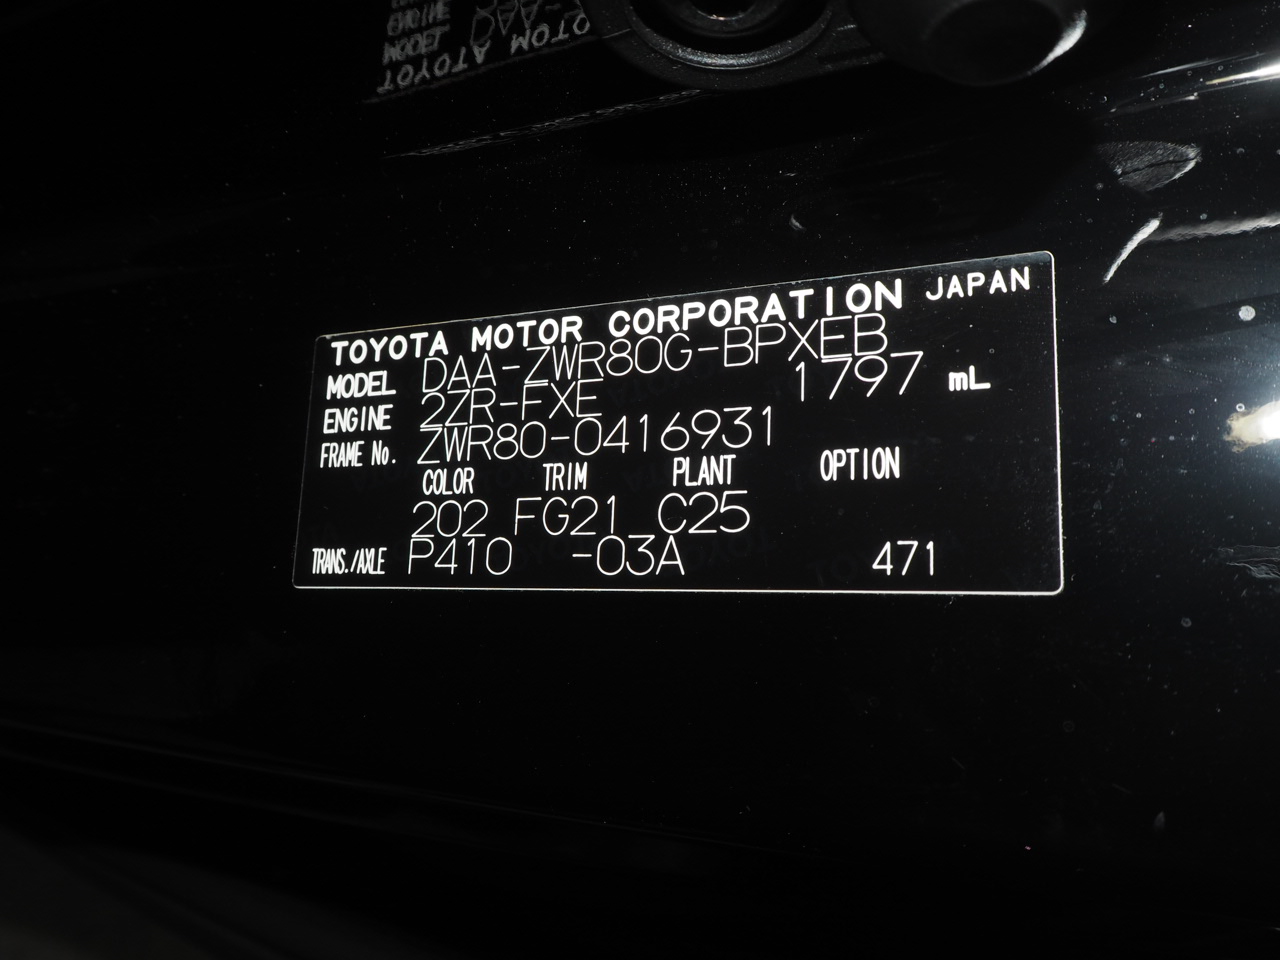 TOYOTA MOTOR CORPORATION JAPAN
MODEL DAA-ZWR80G-BPXEB
ENGINE 2ZR-FXE 1797 mL
FRAME No. ZWR80-0416931
COLOR TRIM PLANT OPTION
202 FG21 C25
TRANS./AXLE P410 -03A 471